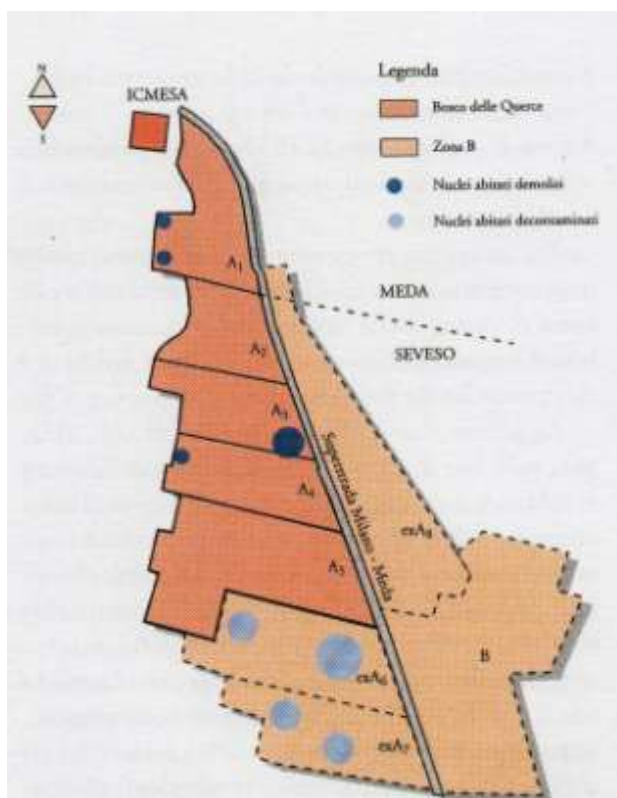 N
S
ICMESA
Legenda
Bosco delle Querce
Zona B
Nuclei abitati demoliti
Nuclei abitati decontaminati
A1
MEDA
SEVESO
A2
A3
A4
A5
Superstrada Milano - Meda
exA8
B
exA6
exA7